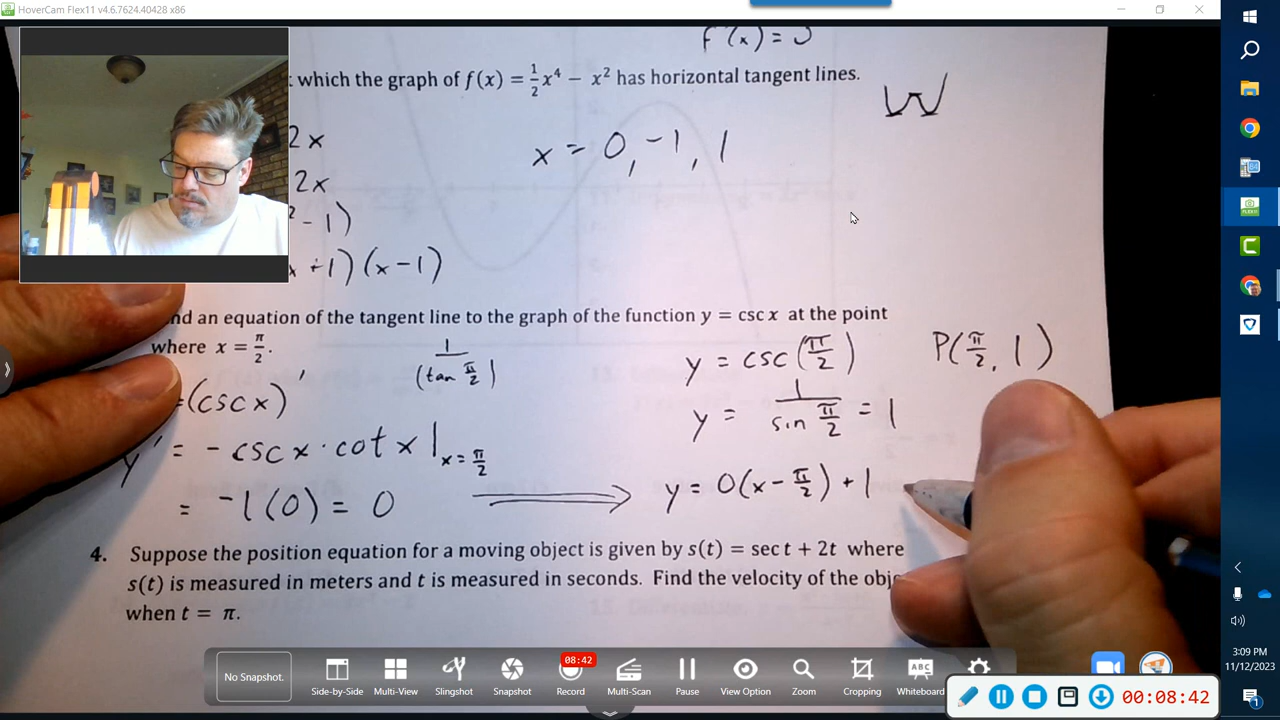 HoverCam Flex11 v4.6.7624.40428 x86
f'(x) = 0
which the graph of f(x) = ½x⁴ − x² has horizontal tangent lines.
2x
x = 0, -1, 1
2x
² - 1)
x +1)(x-1)
nd an equation of the tangent line to the graph of the function y = csc x at the point
where x = π/2.
1/(tan π/2)
y = csc(π/2)
P(π/2, 1)
=(csc x)'
y = 1/sin π/2 = 1
y' = - csc x · cot x |x = π/2
= -1(0) = 0
y = 0(x - π/2) + 1
4. Suppose the position equation for a moving object is given by s(t) = sec t + 2t where
s(t) is measured in meters and t is measured in seconds. Find the velocity of the obj
when t = π.
No Snapshot.
Side-by-Side
Multi-View
Slingshot
Snapshot
08:42
Record
Multi-Scan
Pause
View Option
Zoom
Cropping
ABC
Whiteboard
00:08:42
3:09 PM
11/12/2023
1